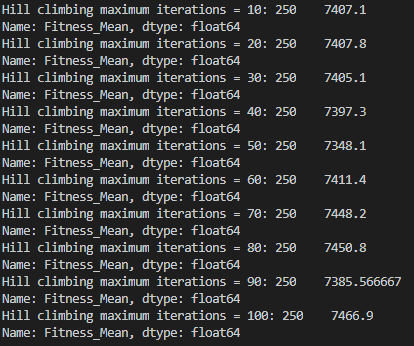 Hill climbing maximum iterations = 10: 250    7407.1
Name: Fitness_Mean, dtype: float64
Hill climbing maximum iterations = 20: 250    7407.8
Name: Fitness_Mean, dtype: float64
Hill climbing maximum iterations = 30: 250    7405.1
Name: Fitness_Mean, dtype: float64
Hill climbing maximum iterations = 40: 250    7397.3
Name: Fitness_Mean, dtype: float64
Hill climbing maximum iterations = 50: 250    7348.1
Name: Fitness_Mean, dtype: float64
Hill climbing maximum iterations = 60: 250    7411.4
Name: Fitness_Mean, dtype: float64
Hill climbing maximum iterations = 70: 250    7448.2
Name: Fitness_Mean, dtype: float64
Hill climbing maximum iterations = 80: 250    7450.8
Name: Fitness_Mean, dtype: float64
Hill climbing maximum iterations = 90: 250    7385.566667
Name: Fitness_Mean, dtype: float64
Hill climbing maximum iterations = 100: 250    7466.9
Name: Fitness_Mean, dtype: float64